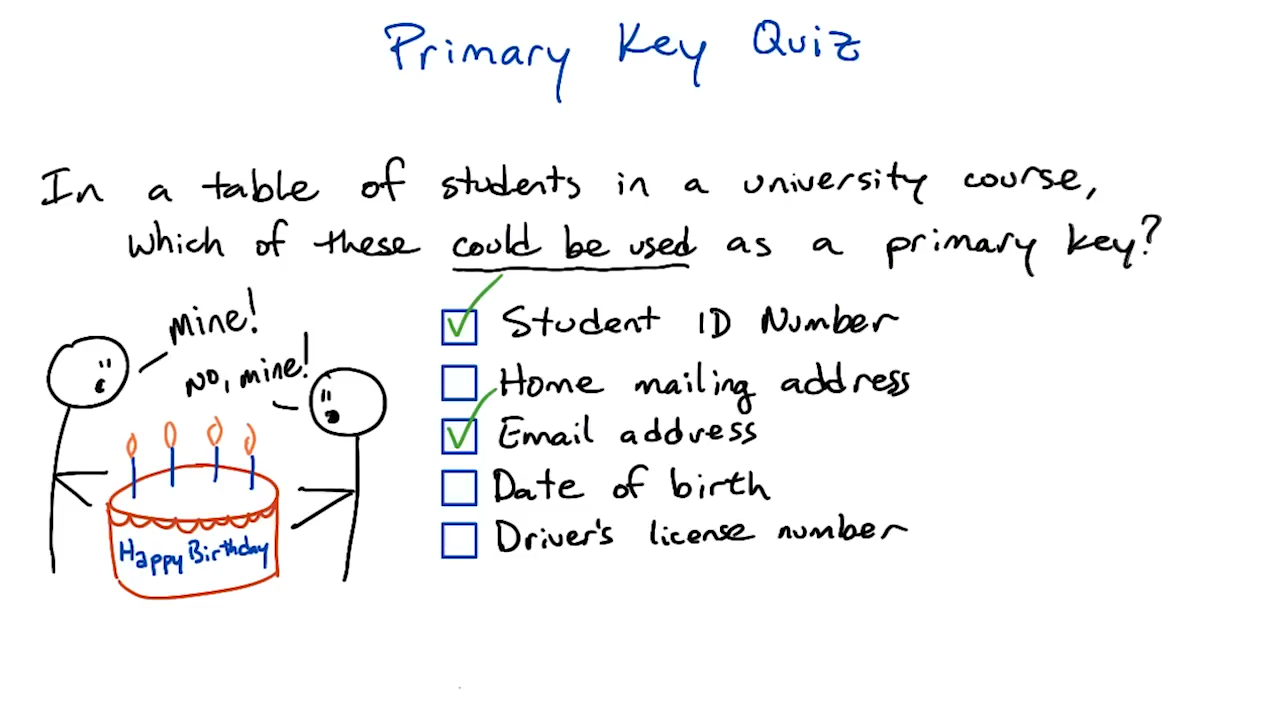 Primary Key Quiz
In a table of students in a university course,
which of these could be used as a primary key?
Mine!
No, mine!
Happy Birthday
Student ID Number
Home mailing address
Email address
Date of birth
Driver's license number